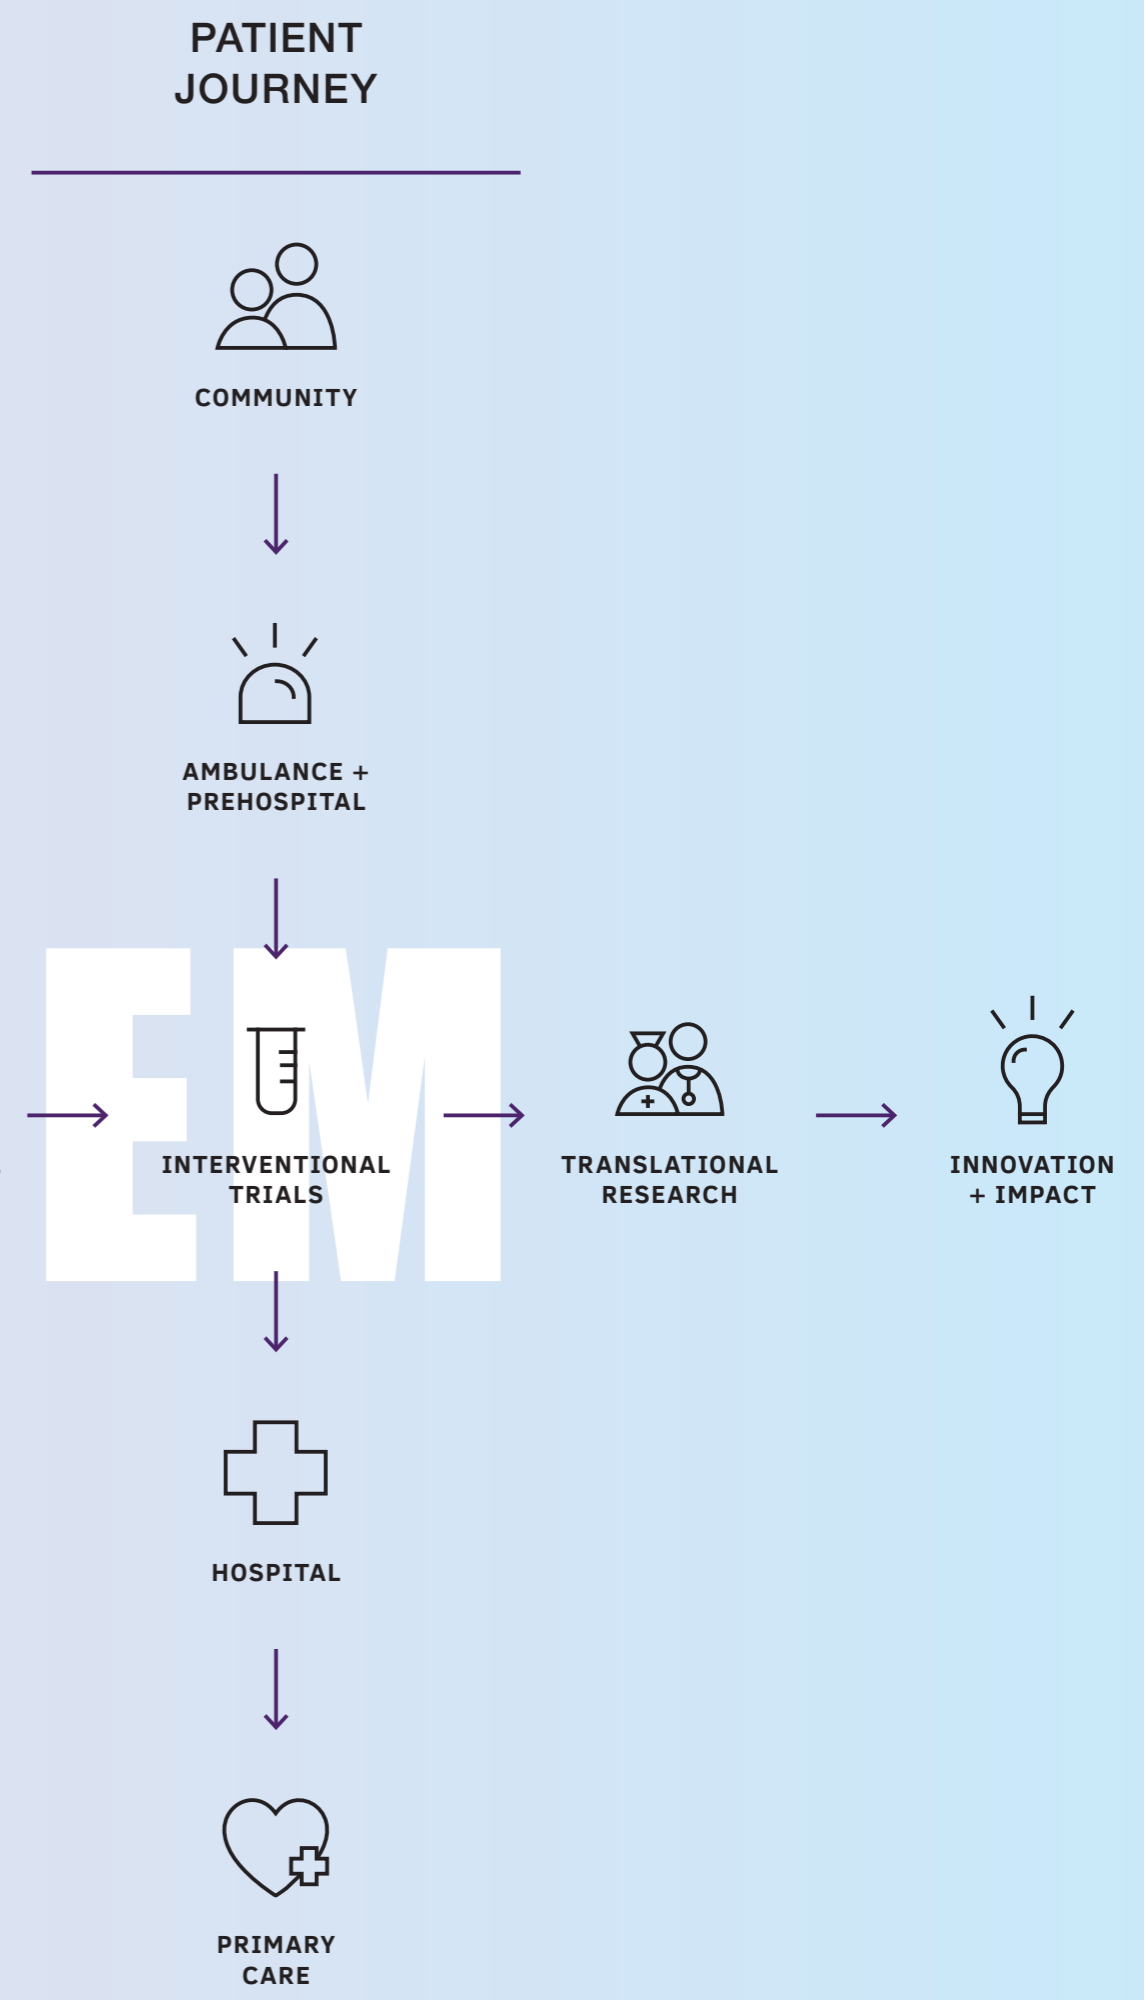 PATIENT
JOURNEY
COMMUNITY
AMBULANCE +
PREHOSPITAL
EM
INTERVENTIONAL
TRIALS
TRANSLATIONAL
RESEARCH
INNOVATION
+ IMPACT
HOSPITAL
PRIMARY
CARE